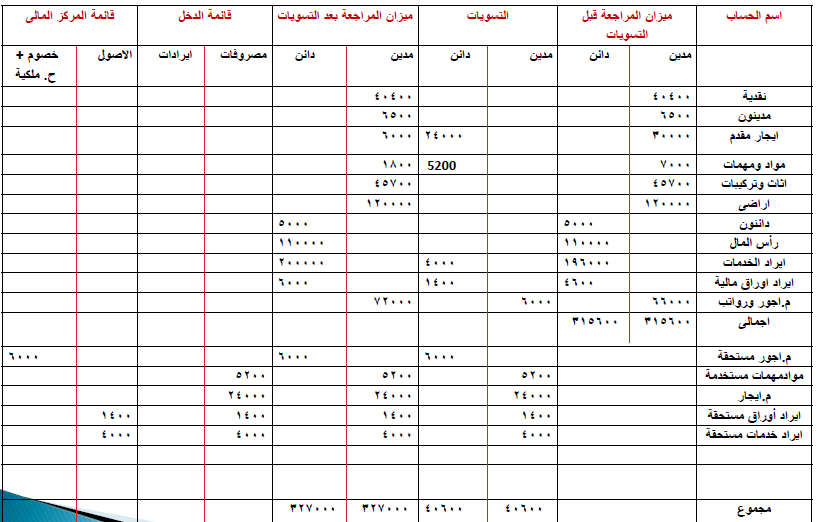 اسم الحساب | ميزان المراجعة قبل التسويات | التسويات | ميزان المراجعة بعد التسويات | قائمة الدخل | قائمة المركز المالى
مدين | دائن | مدين | دائن | مدين | دائن | مصروفات | ايرادات | الاصول | خصوم + ح. ملكية
نقدية | ٤٠٤٠٠ | ٤٠٤٠٠
مدينون | ٦٥٠٠ | ٦٥٠٠
ايجار مقدم | ٣٠٠٠٠ | ٢٤٠٠٠ | ٦٠٠٠
مواد ومهمات | ٧٠٠٠ | 5200 | ١٨٠٠
اثاث وتركيبات | ٤٥٧٠٠ | ٤٥٧٠٠
اراضى | ١٢٠٠٠٠ | ١٢٠٠٠٠
دائنون | ٥٠٠٠ | ٥٠٠٠
رأس المال | ١١٠٠٠٠ | ١١٠٠٠٠
ايراد الخدمات | ١٩٦٠٠٠ | ٤٠٠٠ | ٢٠٠٠٠٠
ايراد اوراق مالية | ٤٦٠٠ | ١٤٠٠ | ٦٠٠٠
م.اجور ورواتب | ٦٦٠٠٠ | ٦٠٠٠ | ٧٢٠٠٠
اجمالى | ٣١٥٦٠٠ | ٣١٥٦٠٠
م.اجور مستحقة | ٦٠٠٠ | ٦٠٠٠ | ٦٠٠٠
موادمهمات مستخدمة | ٥٢٠٠ | ٥٢٠٠ | ٥٢٠٠
م.ايجار | ٢٤٠٠٠ | ٢٤٠٠٠ | ٢٤٠٠٠
ايراد أوراق مستحقة | ١٤٠٠ | ١٤٠٠ | ١٤٠٠ | ١٤٠٠
ايراد خدمات مستحقة | ٤٠٠٠ | ٤٠٠٠ | ٤٠٠٠ | ٤٠٠٠
مجموع | ٤٠٦٠٠ | ٤٠٦٠٠ | ٣٢٧٠٠٠ | ٣٢٧٠٠٠